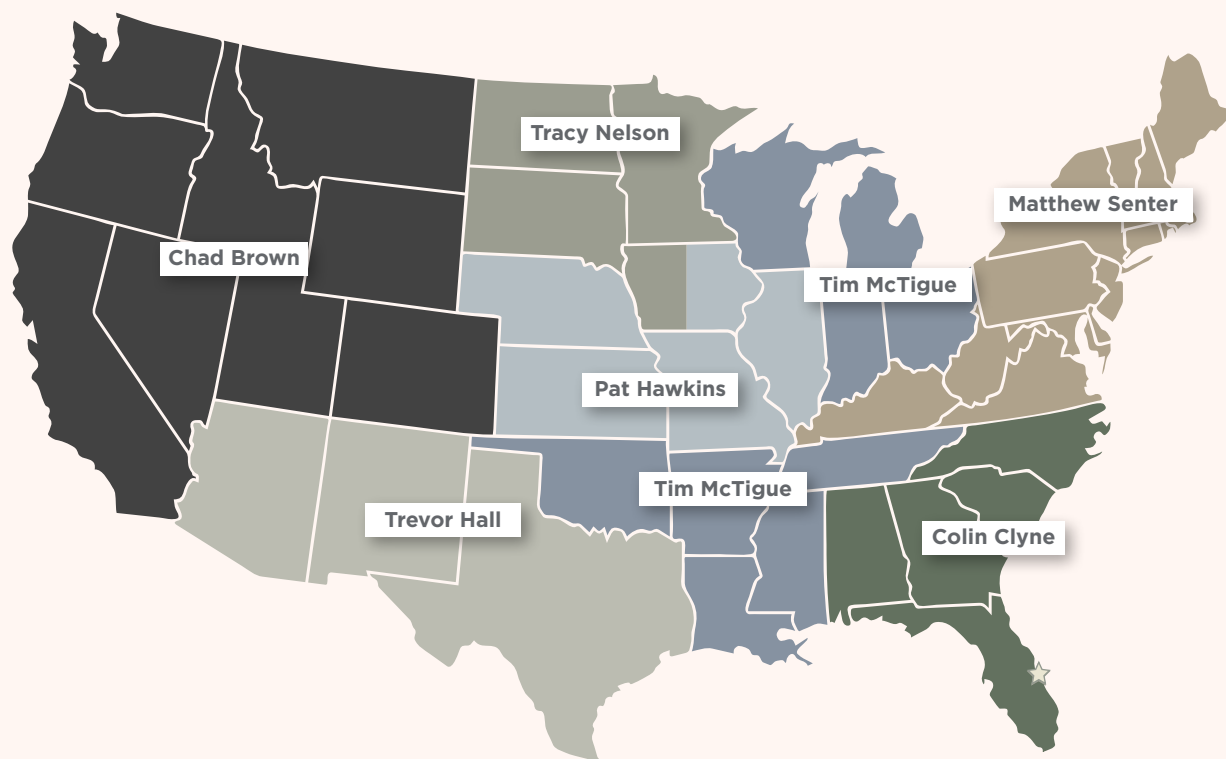 Tracy Nelson
Matthew Senter
Chad Brown
Tim McTigue
Pat Hawkins
Tim McTigue
Trevor Hall
Colin Clyne